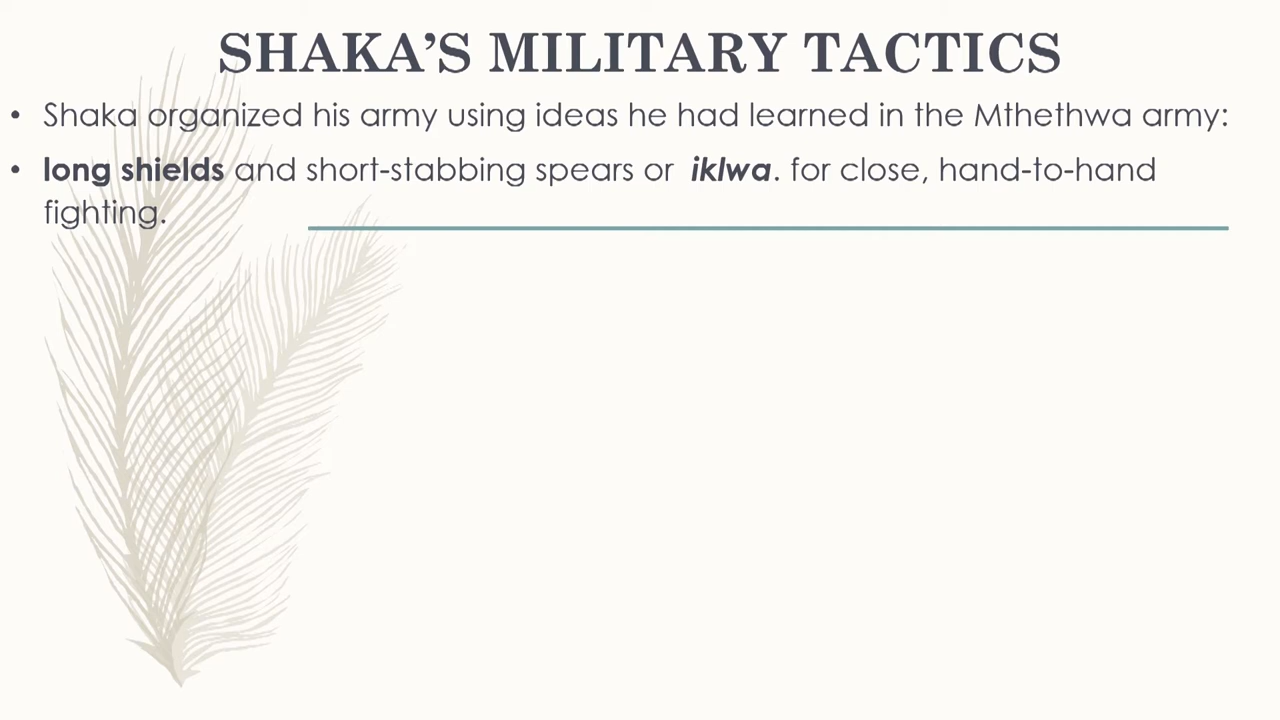 SHAKA’S MILITARY TACTICS
• Shaka organized his army using ideas he had learned in the Mthethwa army:
• long shields and short-stabbing spears or iklwa. for close, hand-to-hand
fighting.